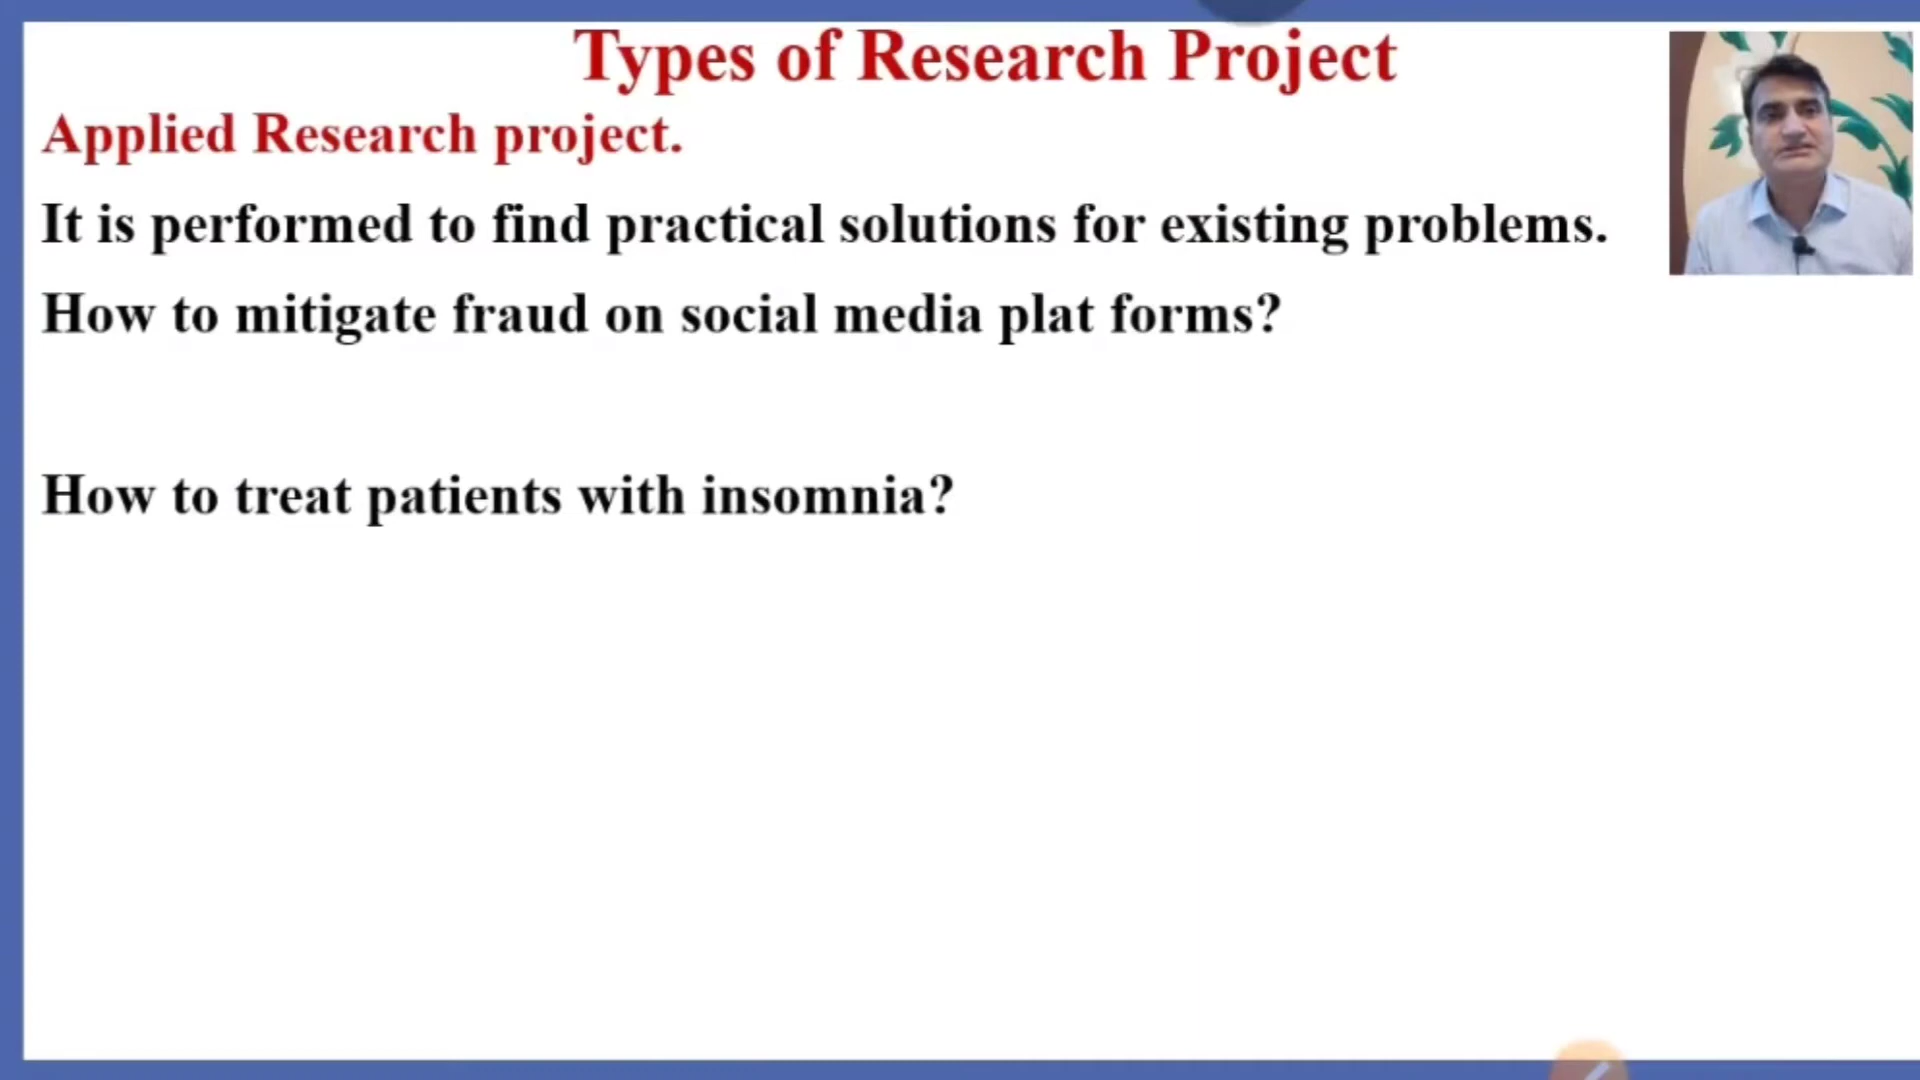 Types of Research Project
Applied Research project.
It is performed to find practical solutions for existing problems.
How to mitigate fraud on social media plat forms?
How to treat patients with insomnia?